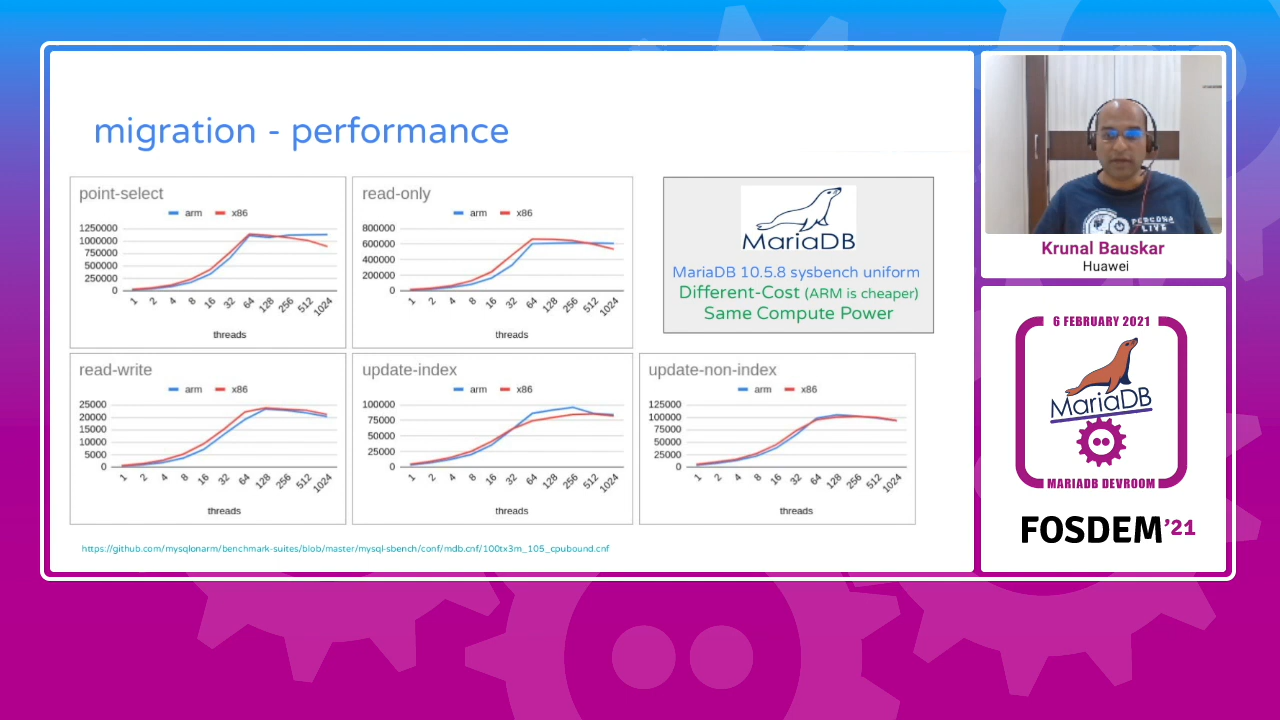 migration - performance
point-select
arm x86
1250000
1000000
750000
500000
250000
0
1 2 4 8 16 32 64 128 256 512 1024
threads
read-only
arm x86
800000
600000
400000
200000
0
1 2 4 8 16 32 64 128 256 512 1024
threads
MariaDB
MariaDB 10.5.8 sysbench uniform
Different-Cost (ARM is cheaper)
Same Compute Power
read-write
arm x86
25000
20000
15000
10000
5000
0
1 2 4 8 16 32 64 128 256 512 1024
threads
update-index
arm x86
100000
75000
50000
25000
0
1 2 4 8 16 32 64 128 256 512 1024
threads
update-non-index
arm x86
125000
100000
75000
50000
25000
0
1 2 4 8 16 32 64 128 256 512 1024
threads
https://github.com/mysqlonarm/benchmark-suites/blob/master/mysql-sbench/conf/mdb.cnf/100tx3m_105_cpubound.cnf
PERCONA
LIVE
Krunal Bauskar
Huawei
6 FEBRUARY 2021
MariaDB
MARIADB DEVROOM
FOSDEM'21